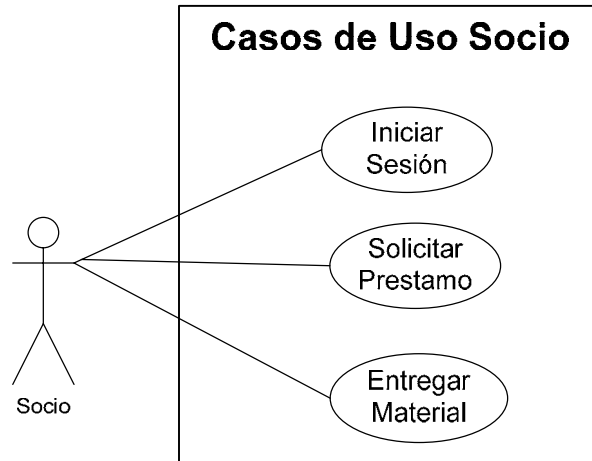 Casos de Uso Socio
Iniciar
Sesión
Solicitar
Prestamo
Entregar
Material
Socio